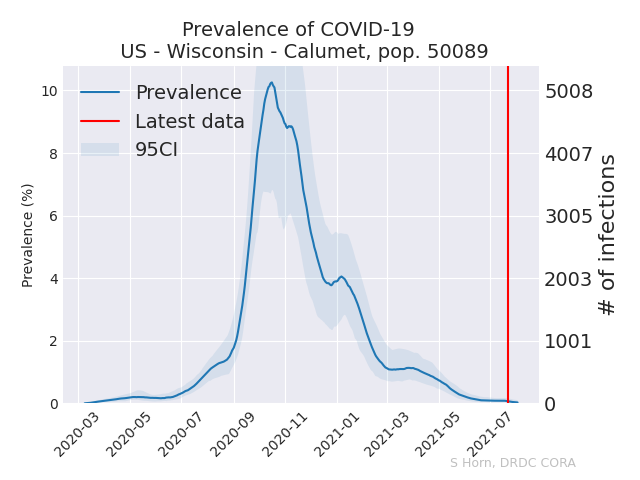 Prevalence of COVID-19
US - Wisconsin - Calumet, pop. 50089
Prevalence
Latest data
95CI
10
8
6
4
2
0
Prevalence (%)
5008
4007
3005
2003
1001
0
# of infections
2020-03
2020-05
2020-07
2020-09
2020-11
2021-01
2021-03
2021-05
2021-07
S Horn, DRDC CORA